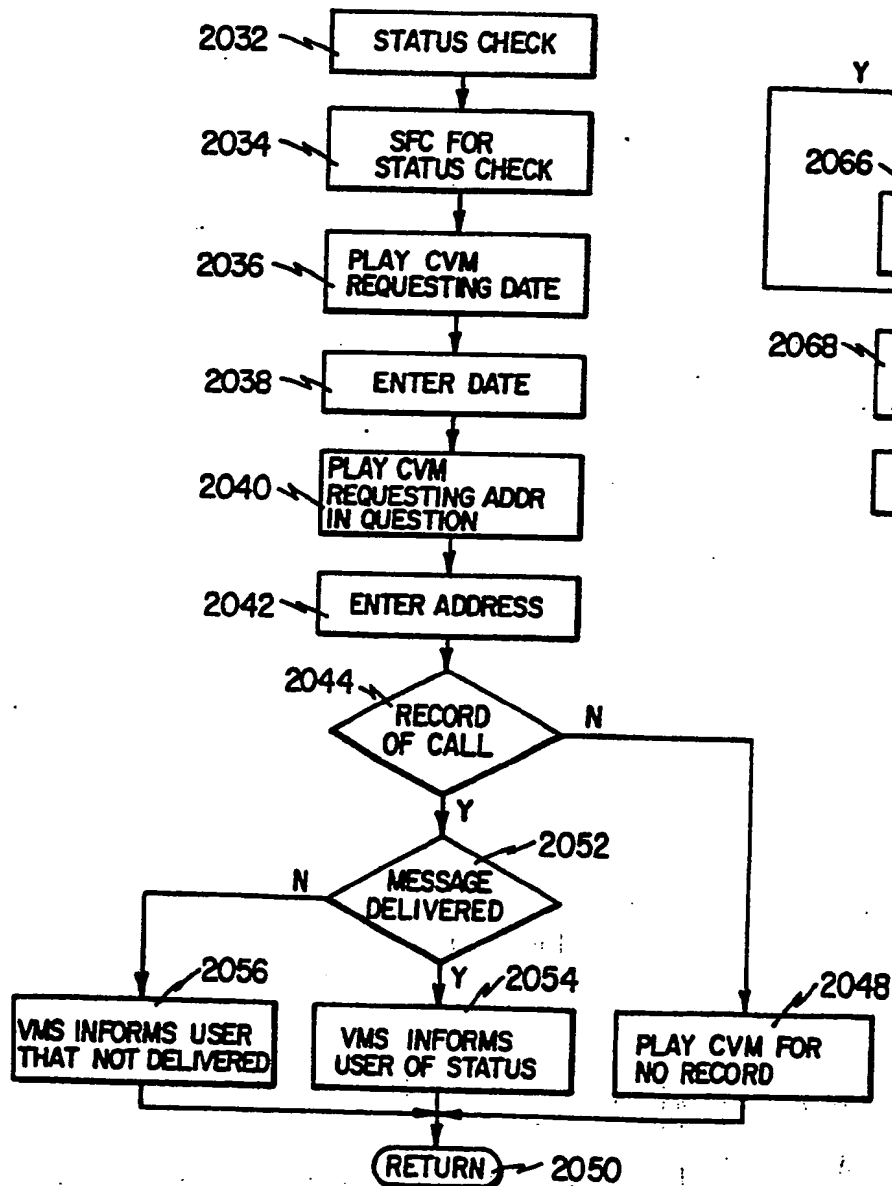 2032
STATUS CHECK
Y
2034
SFC FOR
STATUS CHECK
2066
2036
PLAY CVM
REQUESTING DATE
2068
2038
ENTER DATE
2040
PLAY CVM
REQUESTING ADDR
IN QUESTION
2042
ENTER ADDRESS
2044
RECORD
OF CALL
N
Y
2052
MESSAGE
DELIVERED
N
Y
2056
VMS INFORMS USER
THAT NOT DELIVERED
2054
VMS INFORMS
USER OF STATUS
2048
PLAY CVM FOR
NO RECORD
RETURN
2050